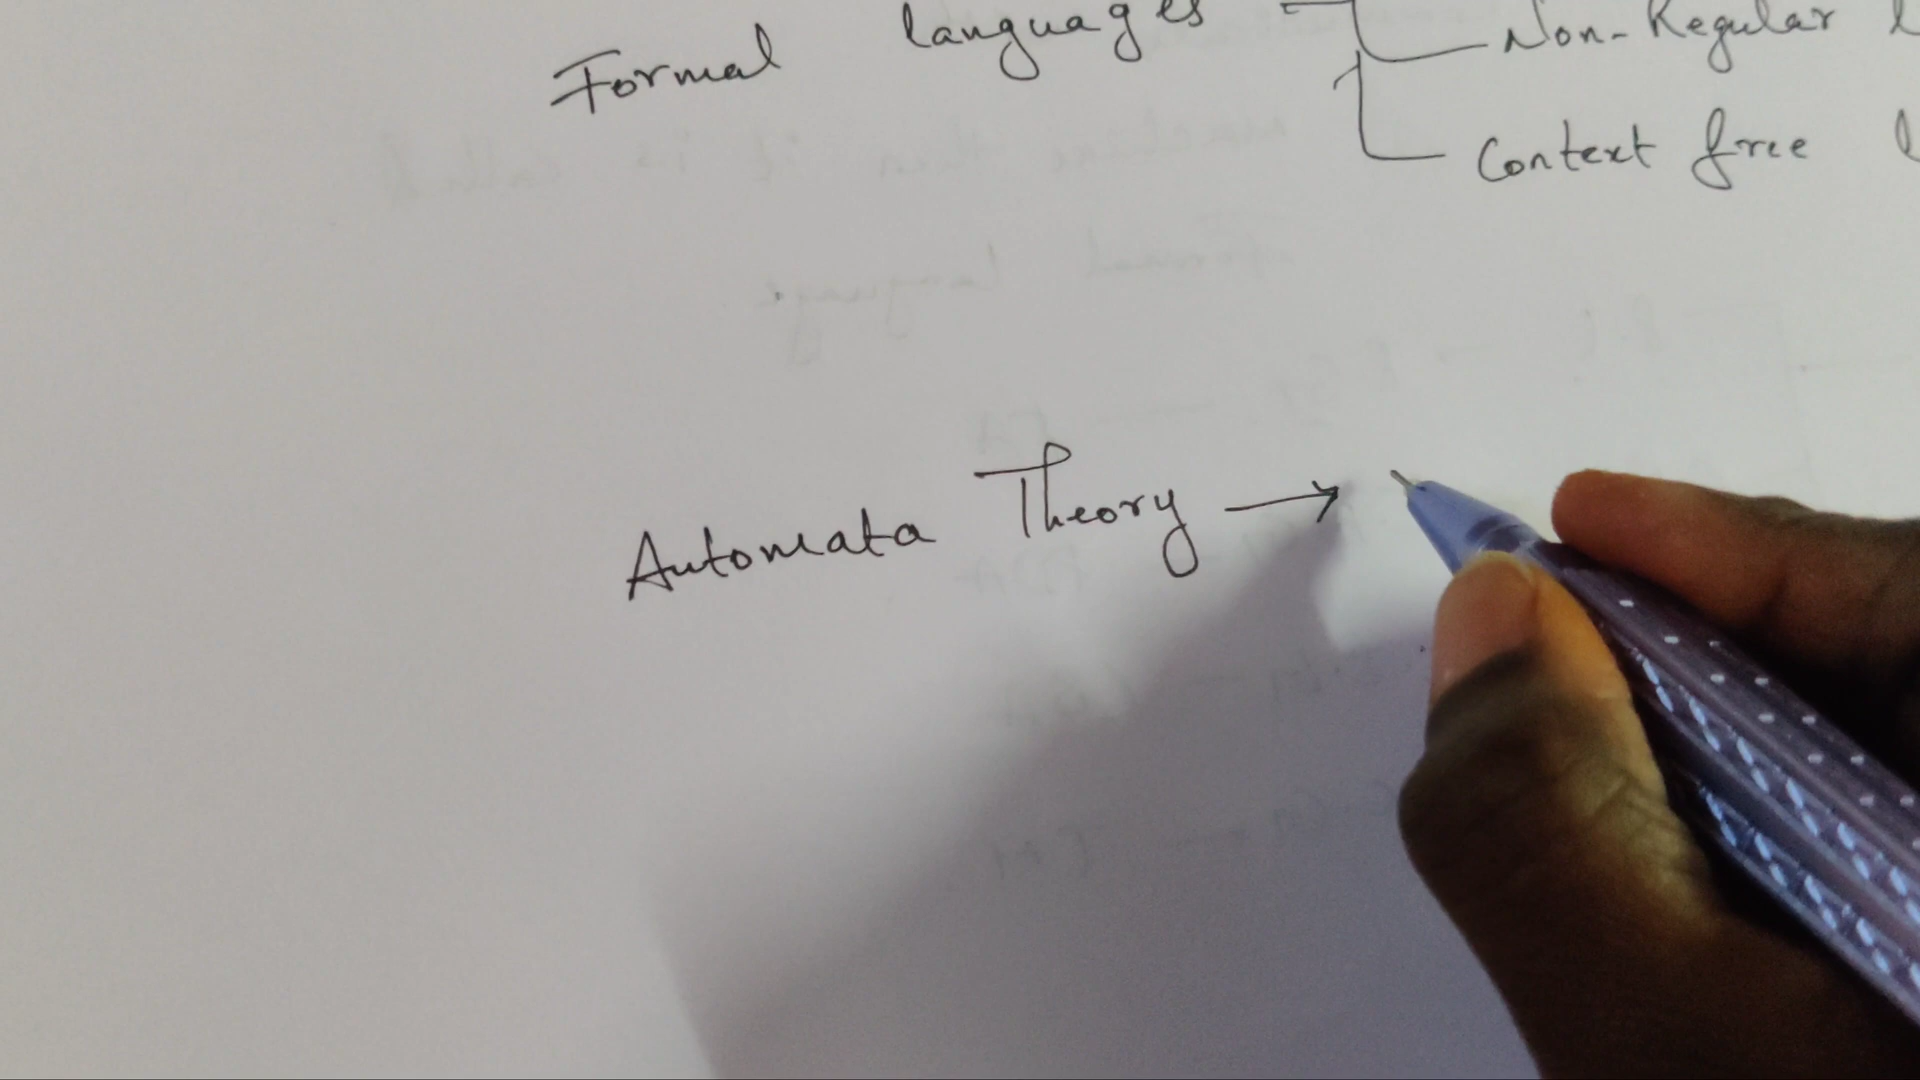 Formal languages Non-Regular
Context free
Automata Theory →